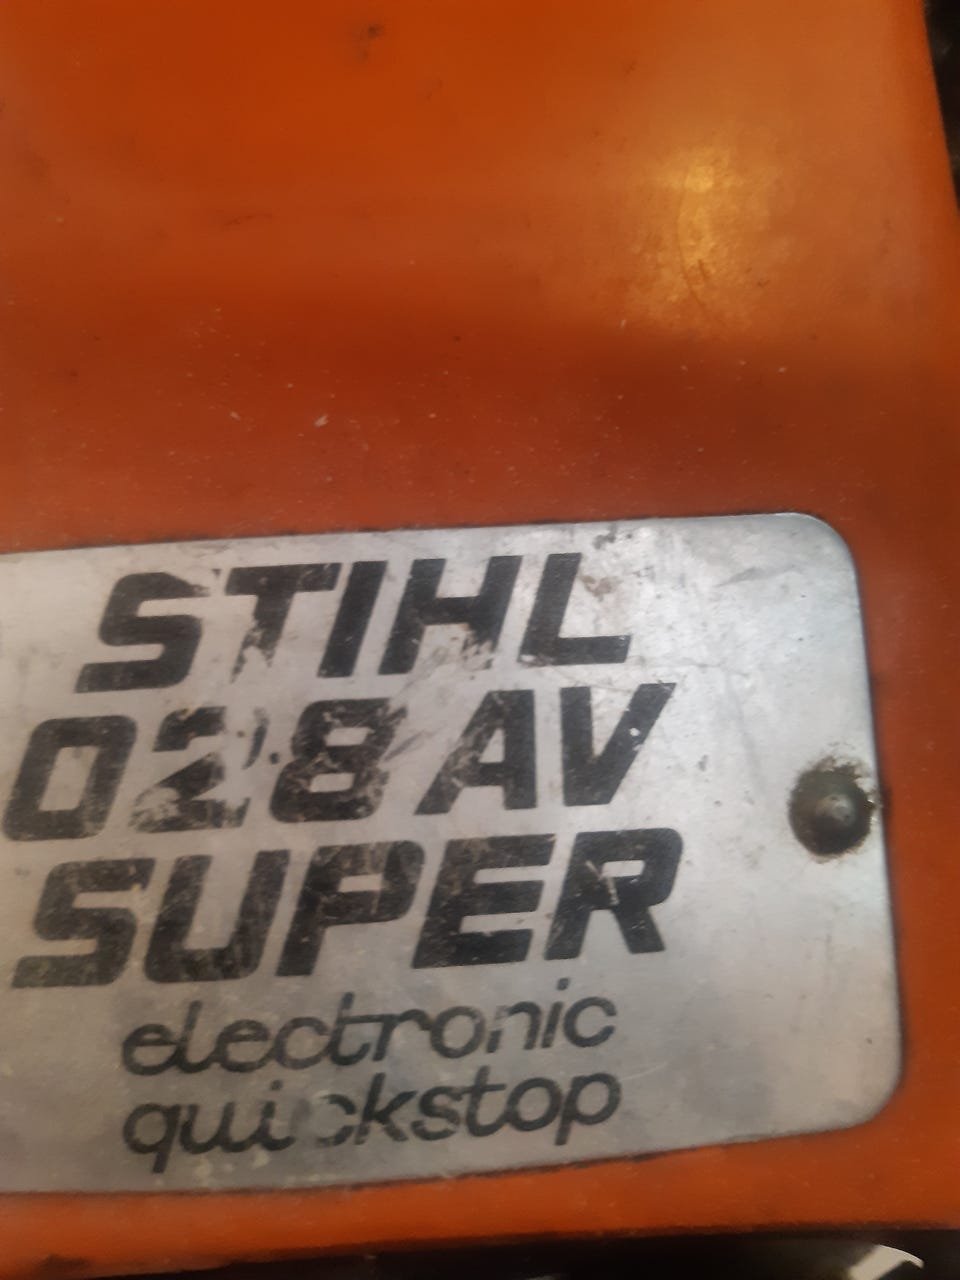 STIHL
028 AV
SUPER
electronic
quickstop